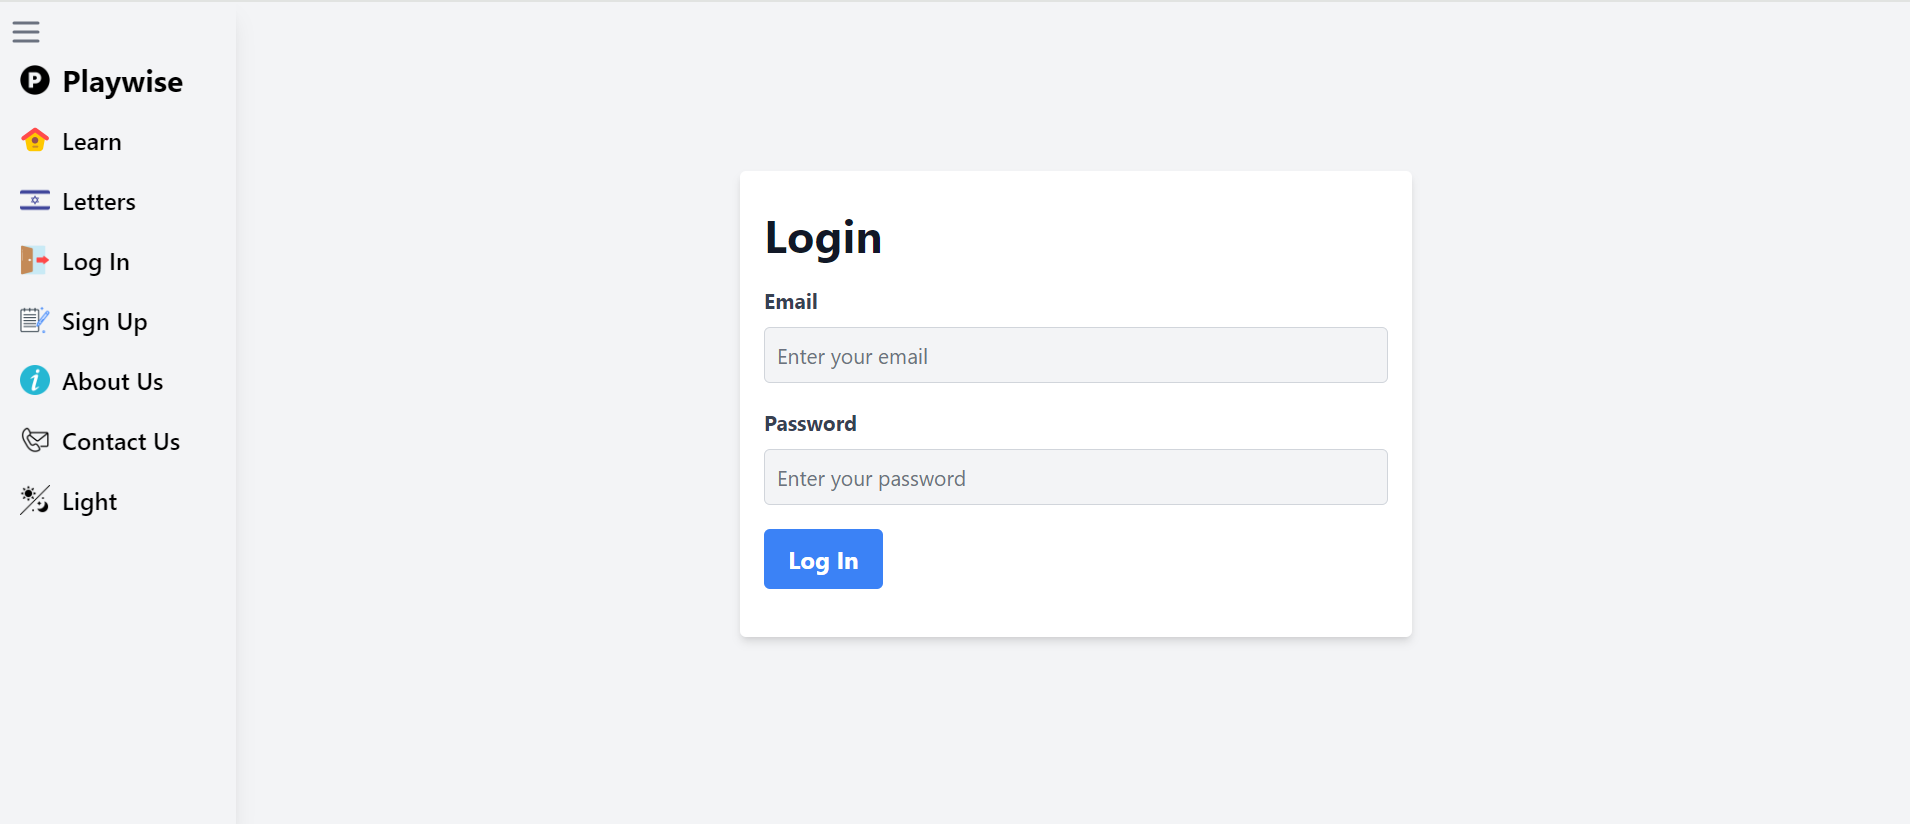 Playwise
Learn
Letters
Log In
Sign Up
About Us
Contact Us
Light
Login
Email
Enter your email
Password
Enter your password
Log In